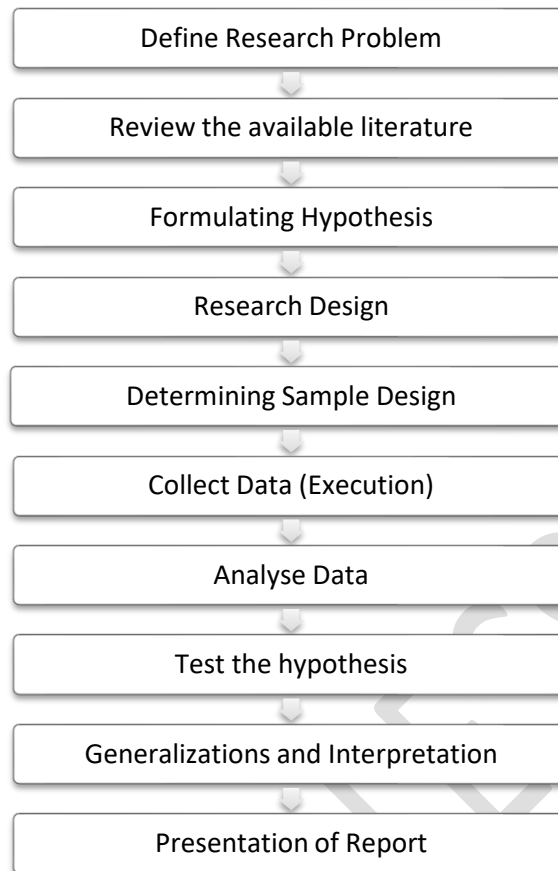 Define Research Problem
Review the available literature
Formulating Hypothesis
Research Design
Determining Sample Design
Collect Data (Execution)
Analyse Data
Test the hypothesis
Generalizations and Interpretation
Presentation of Report